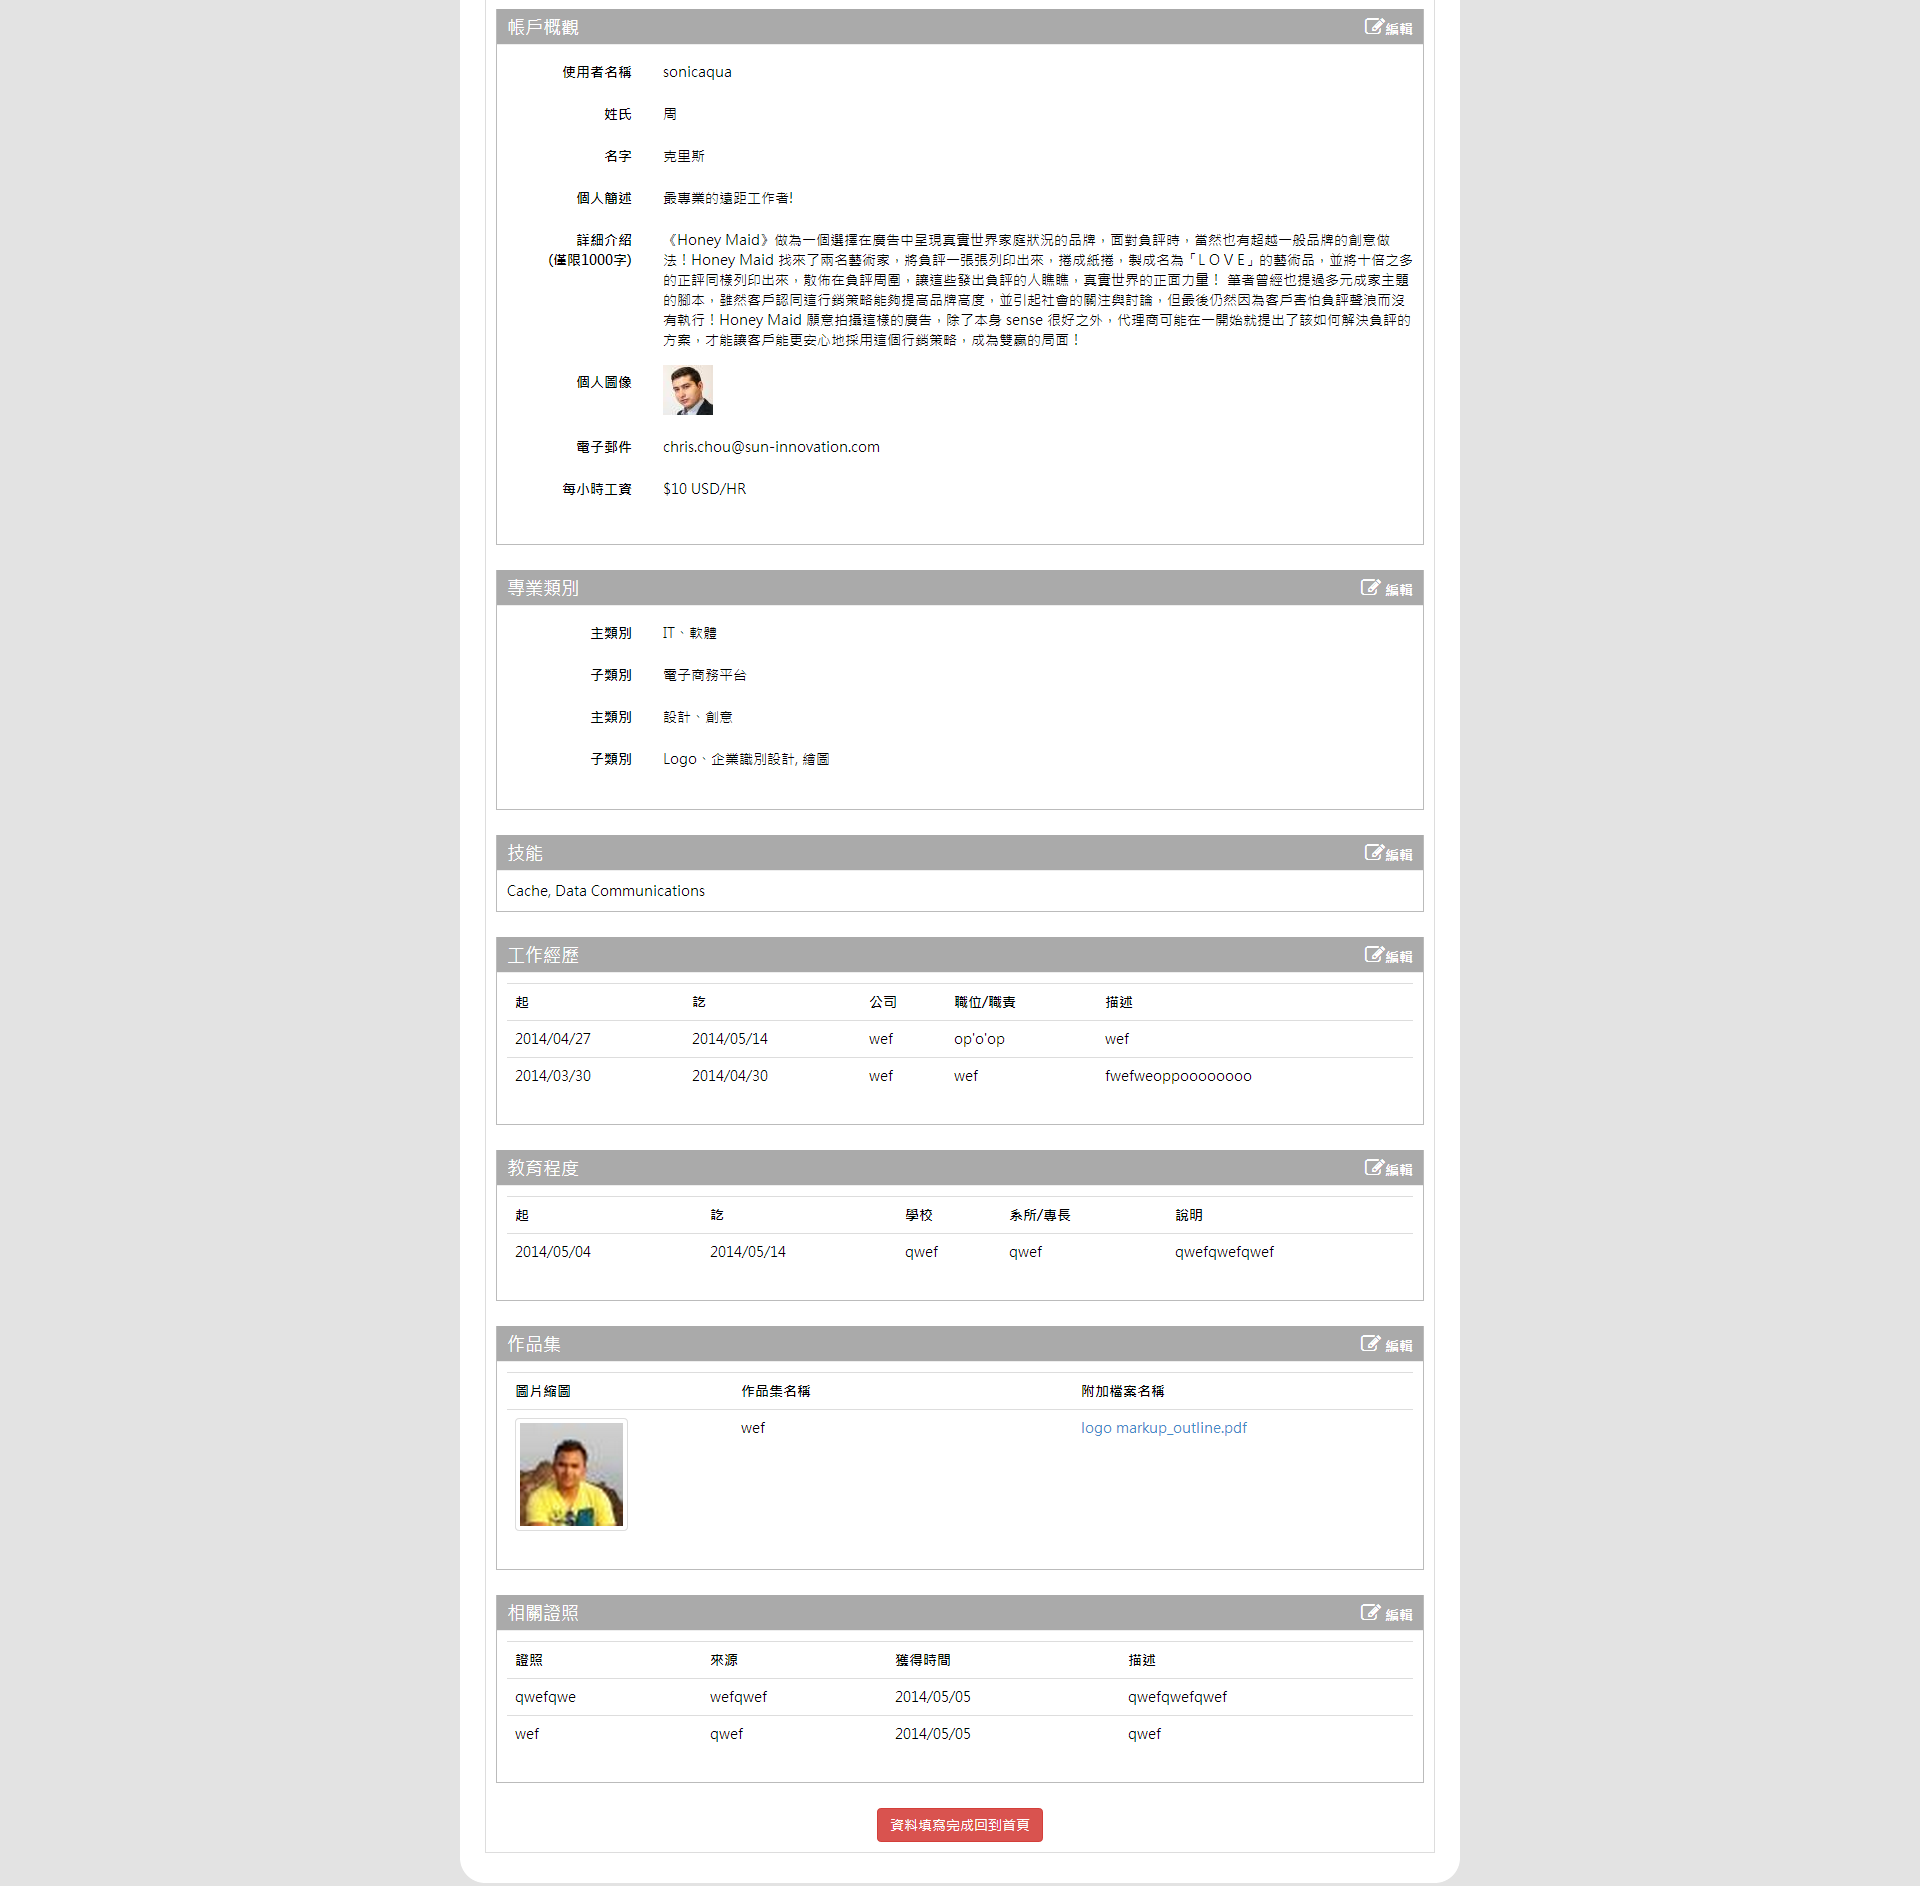 帳戶概觀 編輯
使用者名稱 sonicaqua
姓氏 周
名字 克里斯
個人簡述 最專業的遠距工作者!
詳細介紹 《Honey Maid》做為一個選擇在廣告中呈現真實世界家庭狀況的品牌，面對負評時，當然也有超越一般品牌的創意做
(僅限1000字) 法！Honey Maid 找來了兩名藝術家，將負評一張張列印出來，捲成紙捲，製成名為「L O V E」的藝術品，並將十倍之多
的正評同樣列印出來，散佈在負評周圍，讓這些發出負評的人瞧瞧，真實世界的正面力量！ 筆者曾經也提過多元成家主題
的腳本，雖然客戶認同這行銷策略能夠提高品牌高度，並引起社會的關注與討論，但最後仍然因為客戶害怕負評聲浪而沒
有執行！Honey Maid 願意拍攝這樣的廣告，除了本身 sense 很好之外，代理商可能在一開始就提出了該如何解決負評的
方案，才能讓客戶能更安心地採用這個行銷策略，成為雙贏的局面！
個人圖像
電子郵件 chris.chou@sun-innovation.com
每小時工資 $10 USD/HR
專業類別 編輯
主類別 IT、軟體
子類別 電子商務平台
主類別 設計、創意
子類別 Logo、企業識別設計, 繪圖
技能 編輯
Cache, Data Communications
工作經歷 編輯
起 訖 公司 職位/職責 描述
2014/04/27 2014/05/14 wef op'o'op wef
2014/03/30 2014/04/30 wef wef fwefweoppoooooooo
教育程度 編輯
起 訖 學校 系所/專長 說明
2014/05/04 2014/05/14 qwef qwef qwefqwefqwef
作品集 編輯
圖片縮圖 作品集名稱 附加檔案名稱
wef logo markup_outline.pdf
相關證照 編輯
證照 來源 獲得時間 描述
qwefqwe wefqwef 2014/05/05 qwefqwefqwef
wef qwef 2014/05/05 qwef
資料填寫完成回到首頁